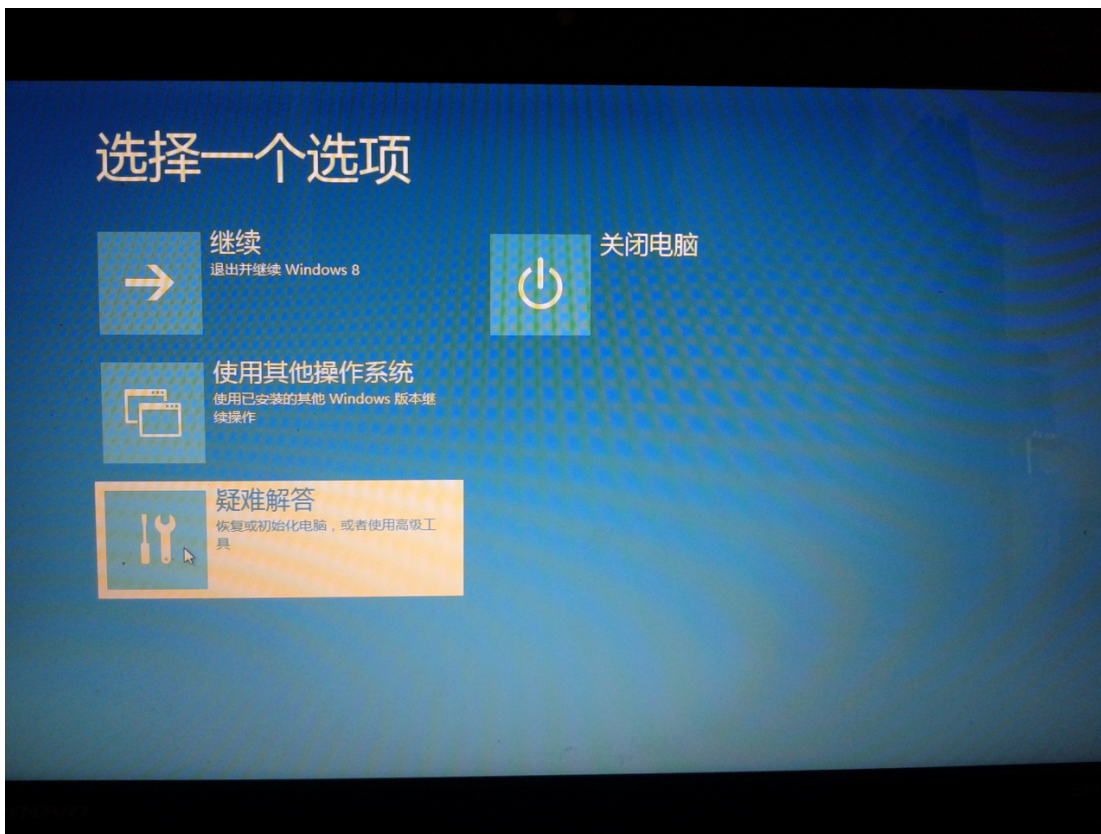 选择一个选项
继续
退出并继续 Windows 8
关闭电脑
使用其他操作系统
使用已安装的其他 Windows 版本继
续操作
疑难解答
恢复或初始化电脑，或者使用高级工
具